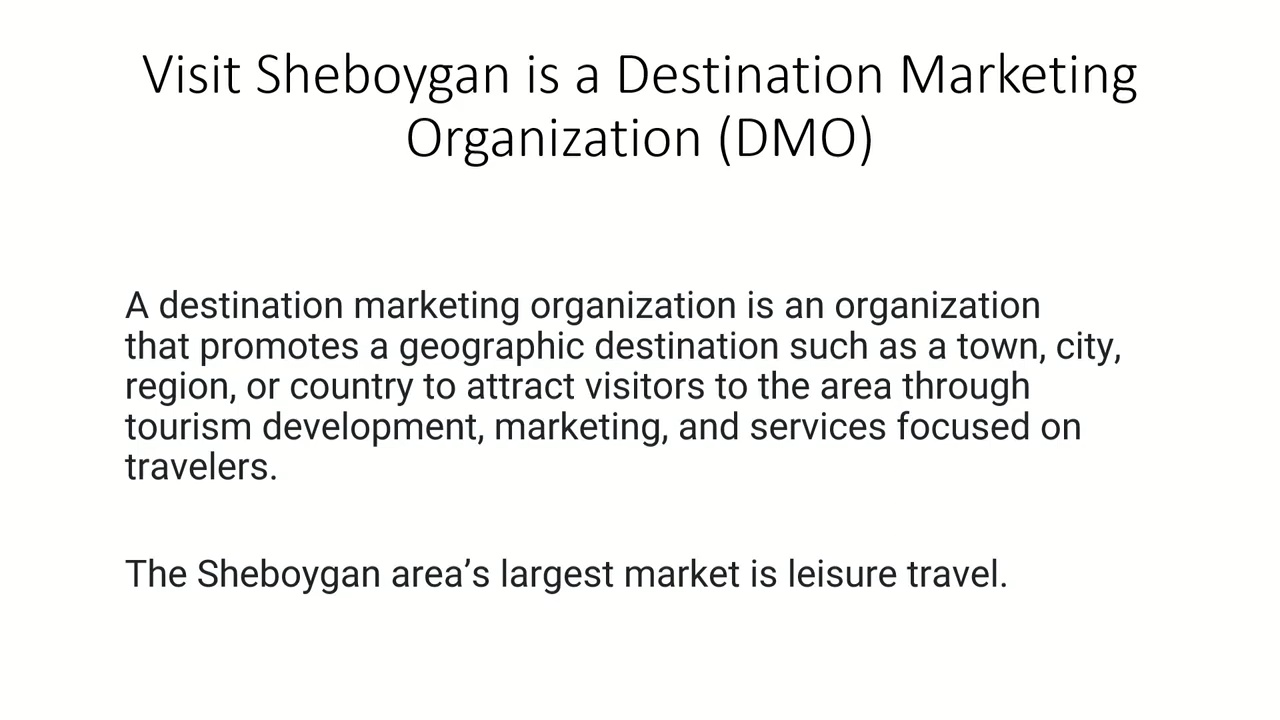 Visit Sheboygan is a Destination Marketing
Organization (DMO)
A destination marketing organization is an organization
that promotes a geographic destination such as a town, city,
region, or country to attract visitors to the area through
tourism development, marketing, and services focused on
travelers.
The Sheboygan area’s largest market is leisure travel.